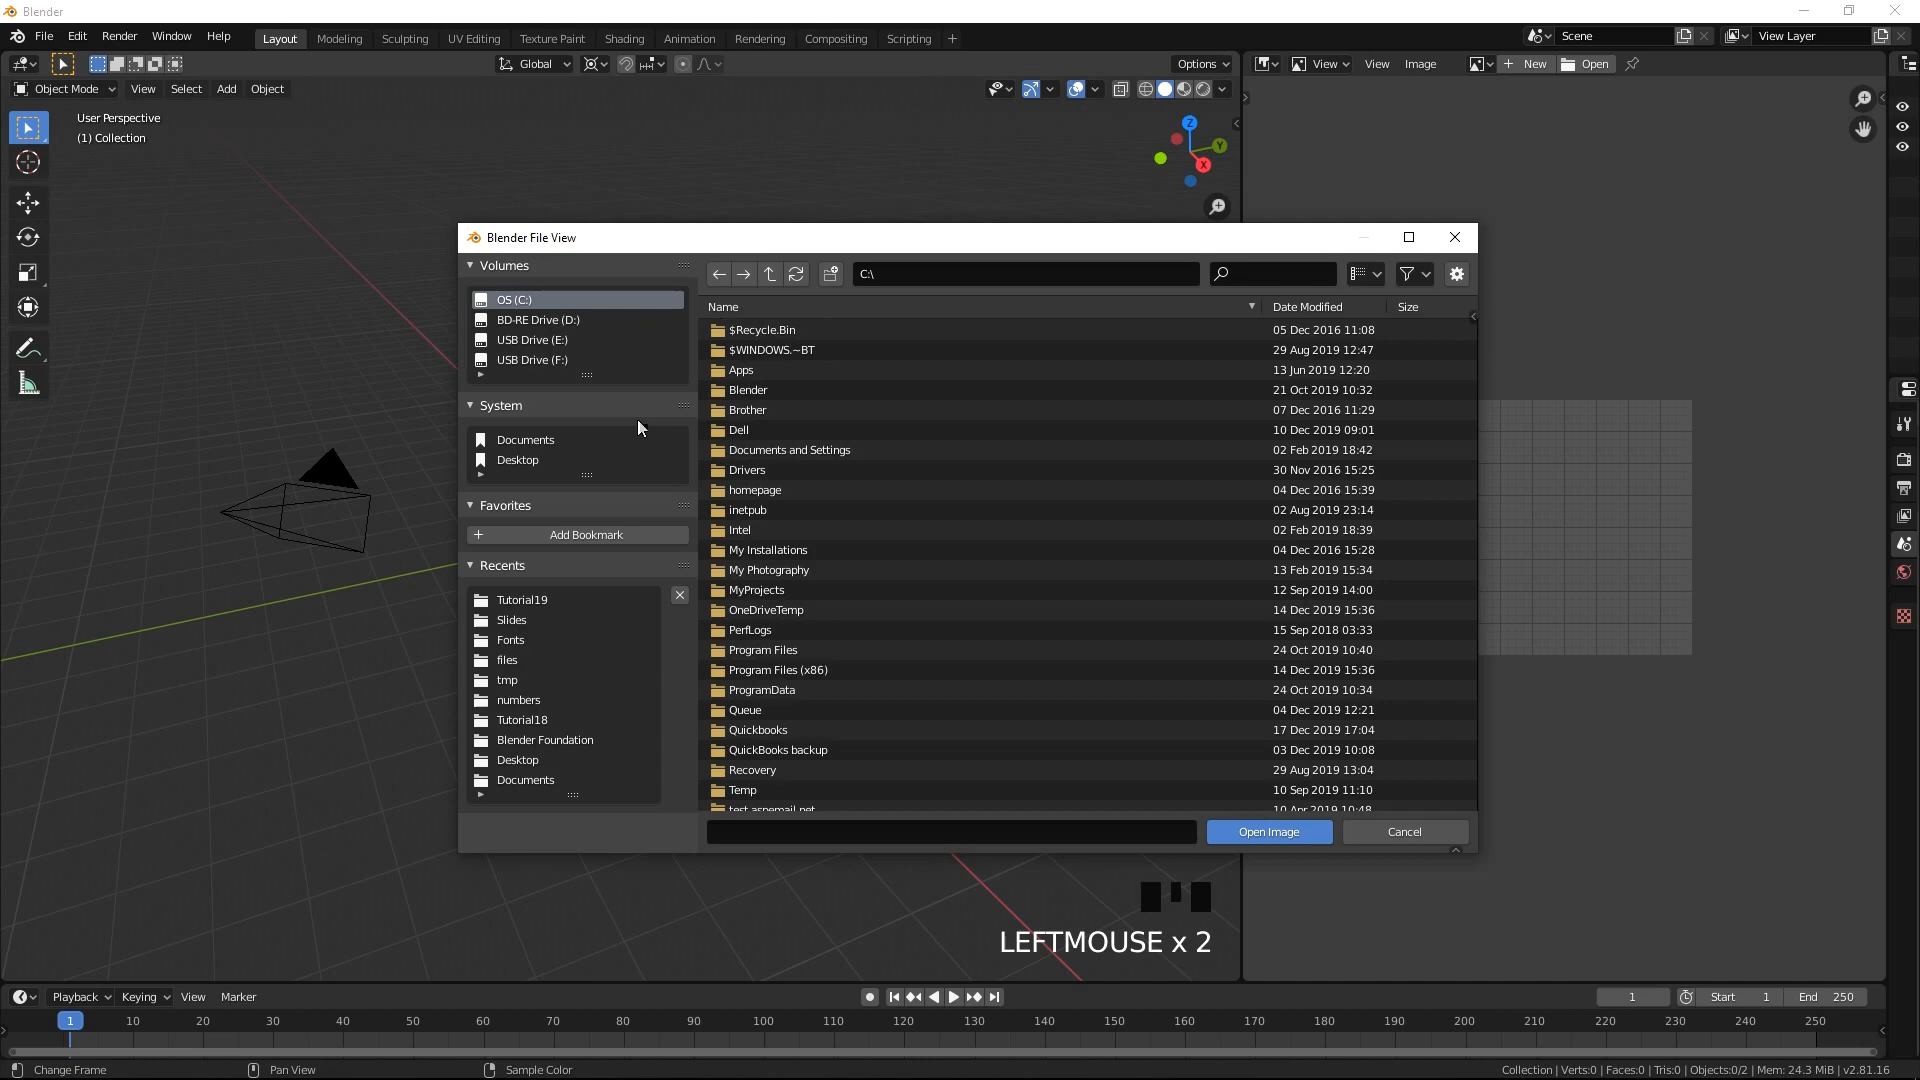 Blender
File Edit Render Window Help Layout Modeling Sculpting UV Editing Texture Paint Shading Animation Rendering Compositing Scripting + Scene View Layer
Global Options View View Image + New Open
Object Mode View Select Add Object
User Perspective
(1) Collection
Z
Y
X
Blender File View
Volumes
OS (C:)
BD-RE Drive (D:)
USB Drive (E:)
USB Drive (F:)
System
Documents
Desktop
Favorites
+ Add Bookmark
Recents
Tutorial19
Slides
Fonts
files
tmp
numbers
Tutorial18
Blender Foundation
Desktop
Documents
C:\
Name Date Modified Size
$Recycle.Bin 05 Dec 2016 11:08
$WINDOWS.~BT 29 Aug 2019 12:47
Apps 13 Jun 2019 12:20
Blender 21 Oct 2019 10:32
Brother 07 Dec 2016 11:29
Dell 10 Dec 2019 09:01
Documents and Settings 02 Feb 2019 18:42
Drivers 30 Nov 2016 15:25
homepage 04 Dec 2016 15:39
inetpub 02 Aug 2019 23:14
Intel 02 Feb 2019 18:39
My Installations 04 Dec 2016 15:28
My Photography 13 Feb 2019 15:34
MyProjects 12 Sep 2019 14:00
OneDriveTemp 14 Dec 2019 15:36
PerfLogs 15 Sep 2018 03:33
Program Files 24 Oct 2019 10:40
Program Files (x86) 14 Dec 2019 15:36
ProgramData 24 Oct 2019 10:34
Queue 04 Dec 2019 12:21
Quickbooks 17 Dec 2019 17:04
QuickBooks backup 03 Dec 2019 10:08
Recovery 29 Aug 2019 13:04
Temp 10 Sep 2019 11:10
test.aspemail.net 10 Apr 2019 10:48
Open Image Cancel
LEFTMOUSE x 2
Playback Keying View Marker 1 Start 1 End 250
1 10 20 30 40 50 60 70 80 90 100 110 120 130 140 150 160 170 180 190 200 210 220 230 240 250
Change Frame Pan View Sample Color Collection | Verts:0 | Faces:0 | Tris:0 | Objects:0/2 | Mem: 24.3 MiB | v2.81.16